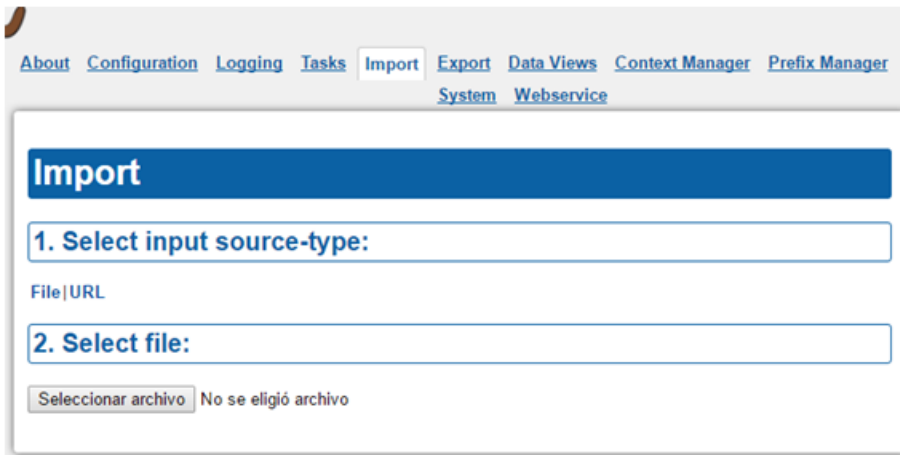 About Configuration Logging Tasks Import Export Data Views Context Manager Prefix Manager
System Webservice
Import
1. Select input source-type:
File|URL
2. Select file:
Seleccionar archivo No se eligió archivo